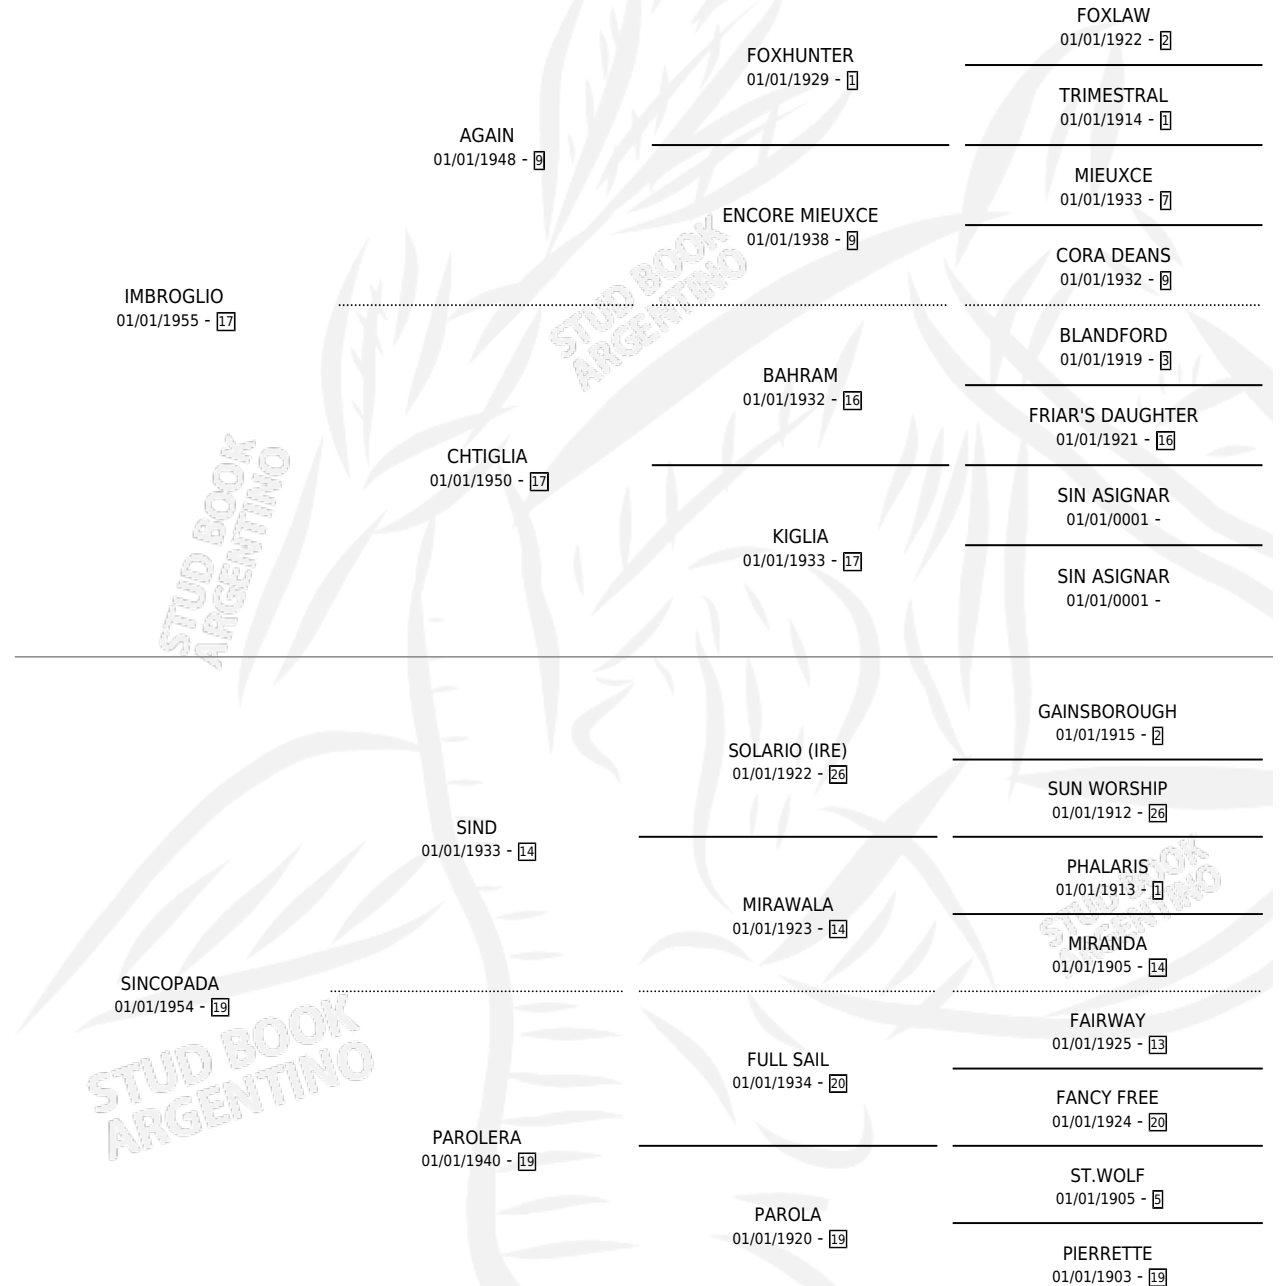 FOXLAW
01/01/1922 - 2
FOXHUNTER
01/01/1929 - 1
TRIMESTRAL
01/01/1914 - 1
AGAIN
01/01/1948 - 9
MIEUXCE
01/01/1933 - 7
ENCORE MIEUXCE
01/01/1938 - 9
CORA DEANS
01/01/1932 - 9
IMBROGLIO
01/01/1955 - 17
BLANDFORD
01/01/1919 - 3
BAHRAM
01/01/1932 - 16
FRIAR'S DAUGHTER
01/01/1921 - 16
CHTIGLIA
01/01/1950 - 17
SIN ASIGNAR
01/01/0001 -
KIGLIA
01/01/1933 - 17
SIN ASIGNAR
01/01/0001 -
STUD BOOK
ARGENTINO
STUD BOOK
ARGENTINO
GAINSBOROUGH
01/01/1915 - 2
SOLARIO (IRE)
01/01/1922 - 26
SUN WORSHIP
01/01/1912 - 26
SIND
01/01/1933 - 14
PHALARIS
01/01/1913 - 1
MIRAWALA
01/01/1923 - 14
MIRANDA
01/01/1905 - 14
SINCOPADA
01/01/1954 - 19
FAIRWAY
01/01/1925 - 13
FULL SAIL
01/01/1934 - 20
FANCY FREE
01/01/1924 - 20
PAROLERA
01/01/1940 - 19
ST.WOLF
01/01/1905 - 5
PAROLA
01/01/1920 - 19
PIERRETTE
01/01/1903 - 19
STUD BOOK
ARGENTINO
STUD BOOK
ARGENTINO